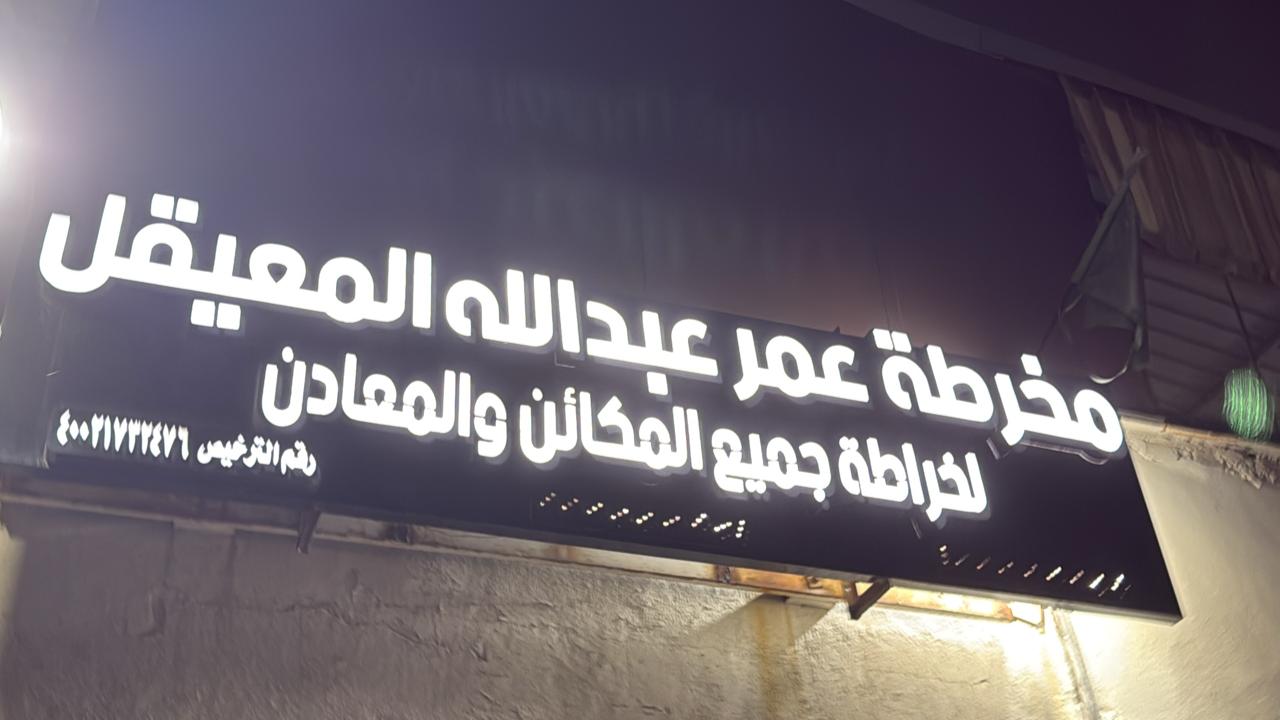 مخرطة عمر عبدالله المعيقل
لخراطة جميع المكائن والمعادن
رقم الترخيص ٤٠٠٢١٧٣٢٤٧٦